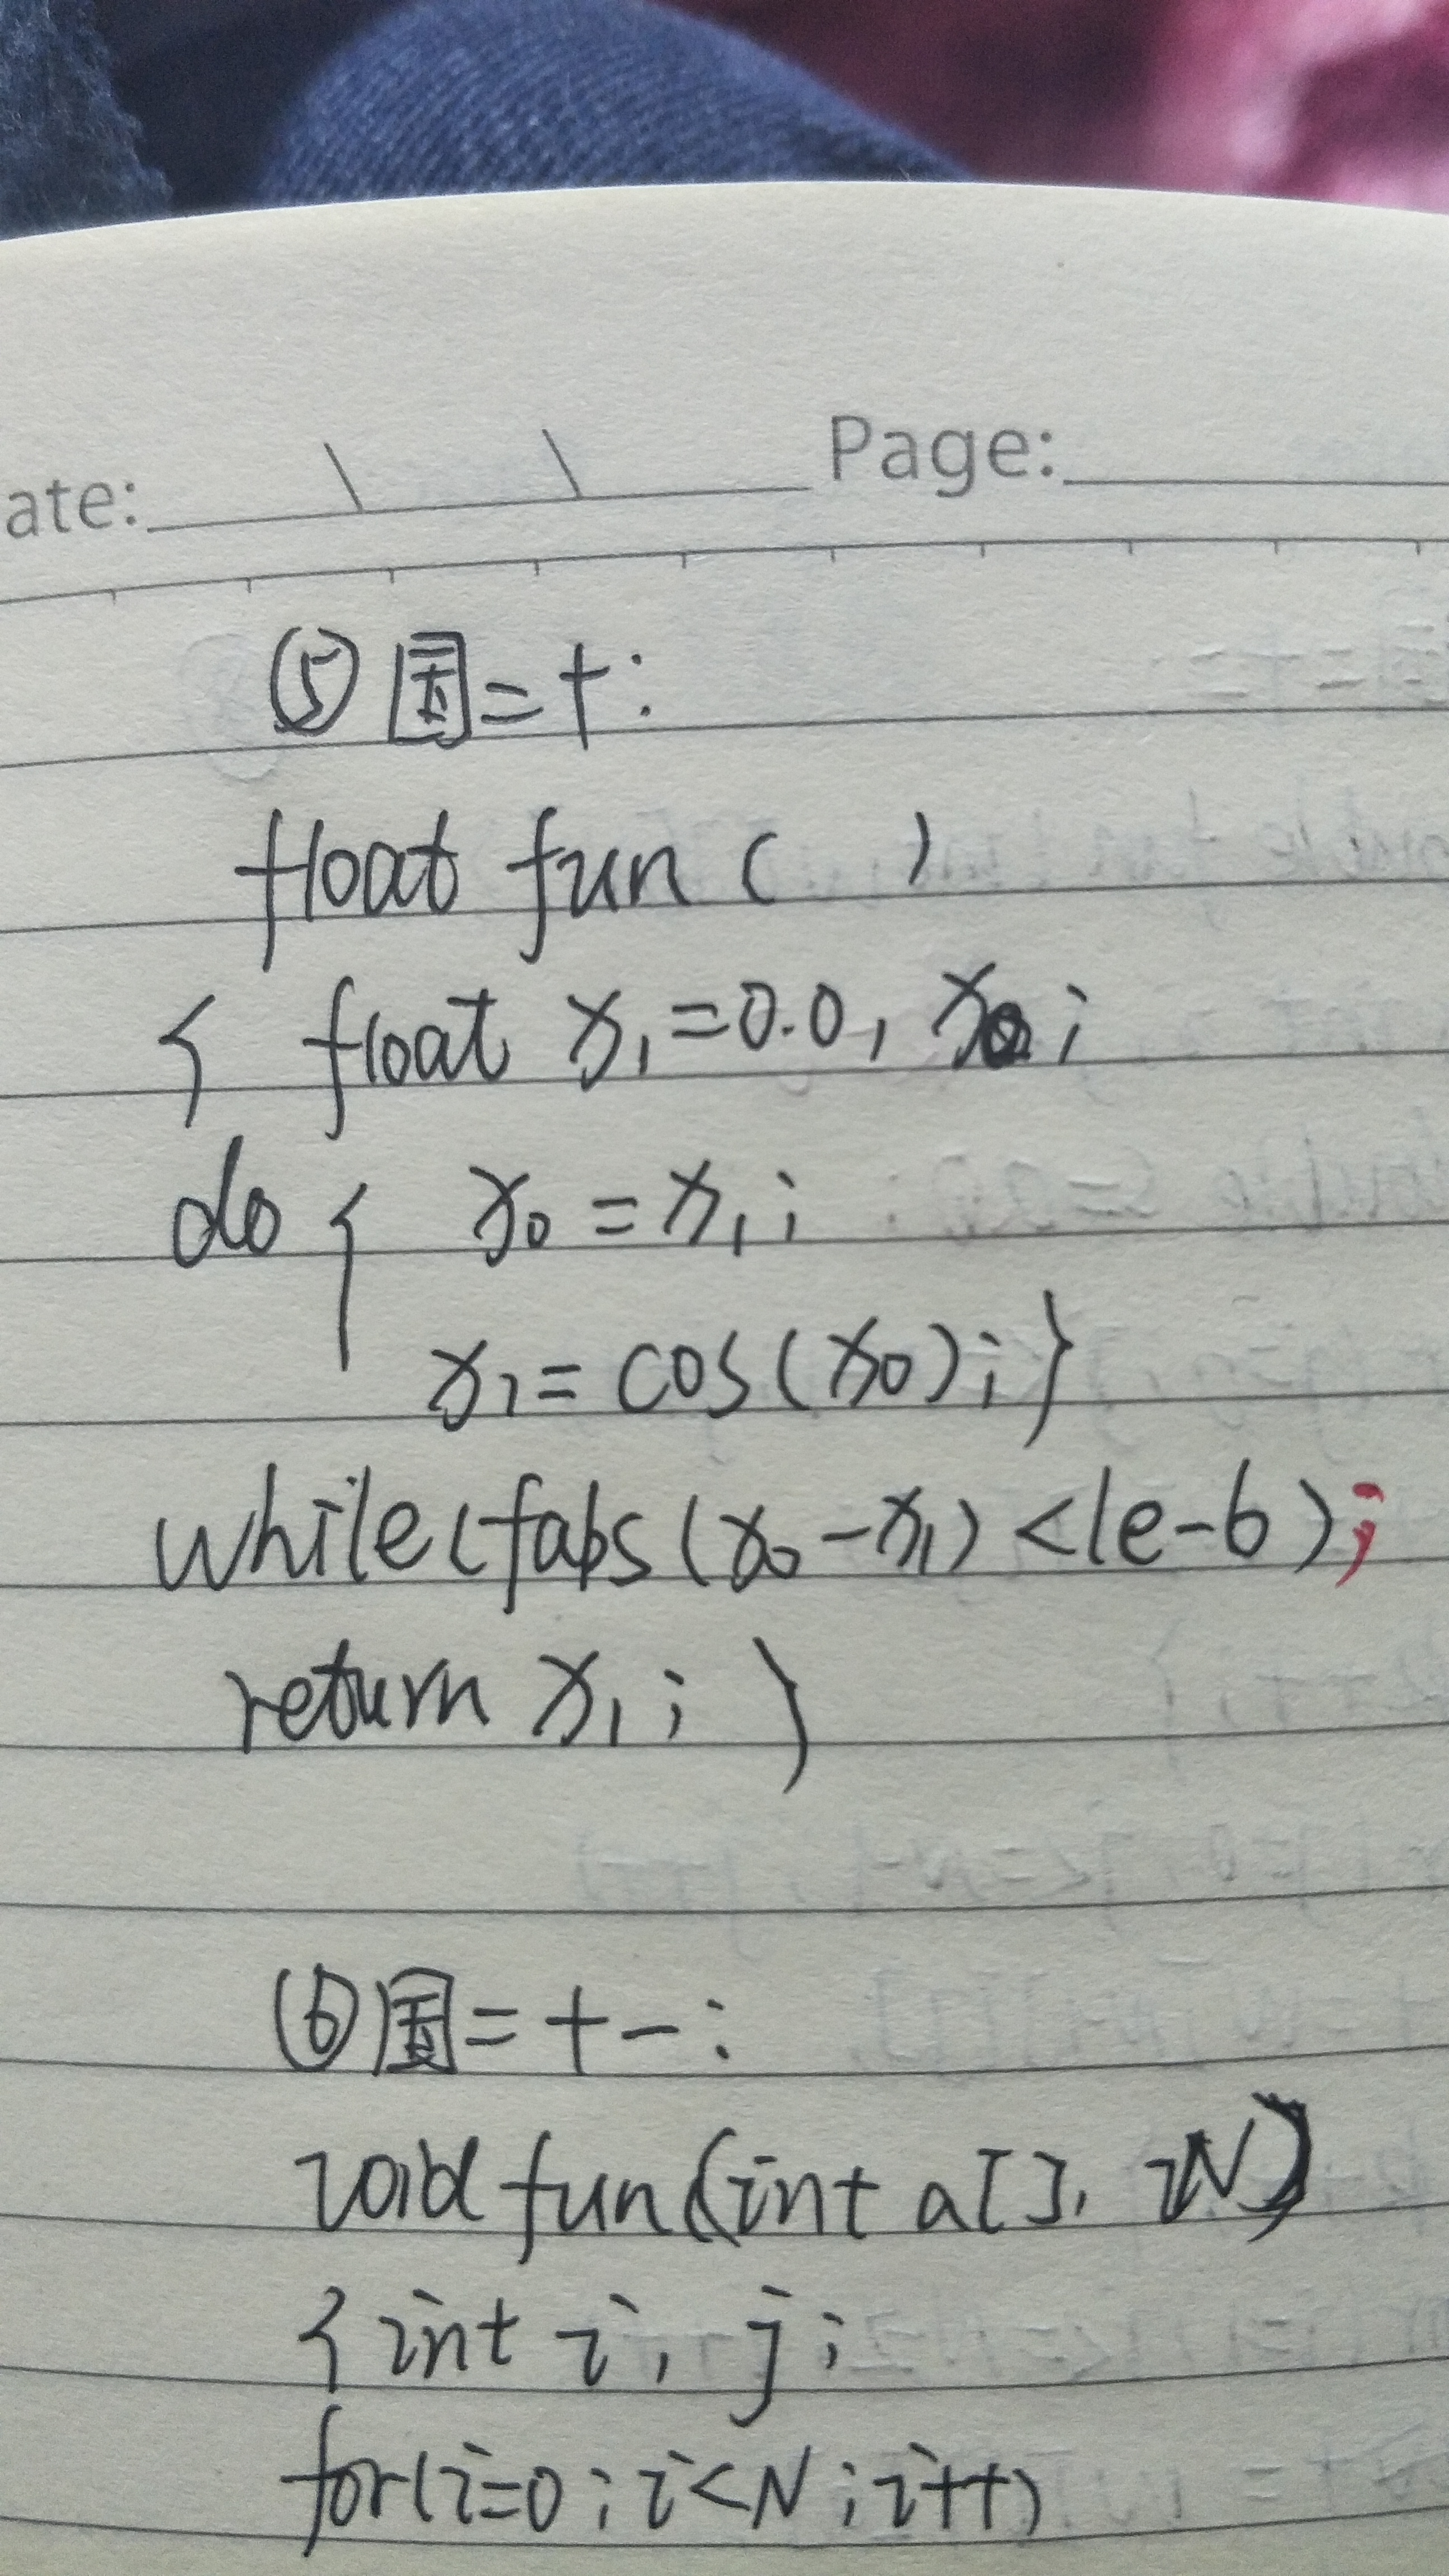 ate: Page:
⑤ 国二十:
float fun ( )
{ float x1=0.0, x0;
do { x0 = x1;
x1= cos(x0); }
while(fabs(x0-x1)<1e-6);
return x1; }
⑥ 国二十一:
void fun(int a[], N)
{ int i, j;
for(i=0; i<N; i++)